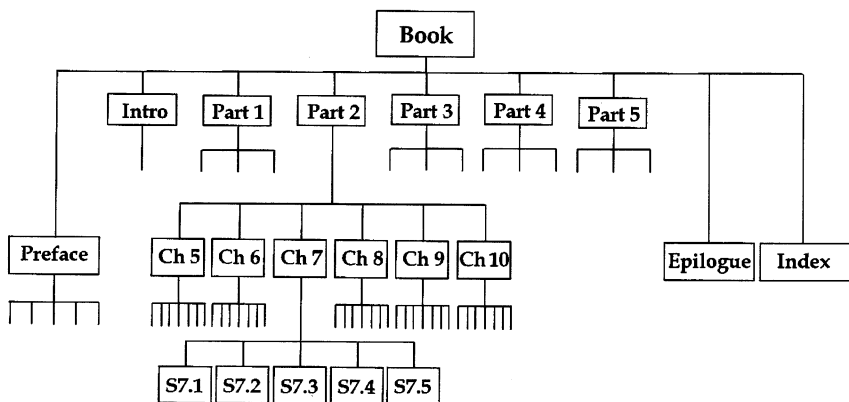 Book
Intro
Part 1
Part 2
Part 3
Part 4
Part 5
Preface
Ch 5
Ch 6
Ch 7
Ch 8
Ch 9
Ch 10
Epilogue
Index
S7.1
S7.2
S7.3
S7.4
S7.5